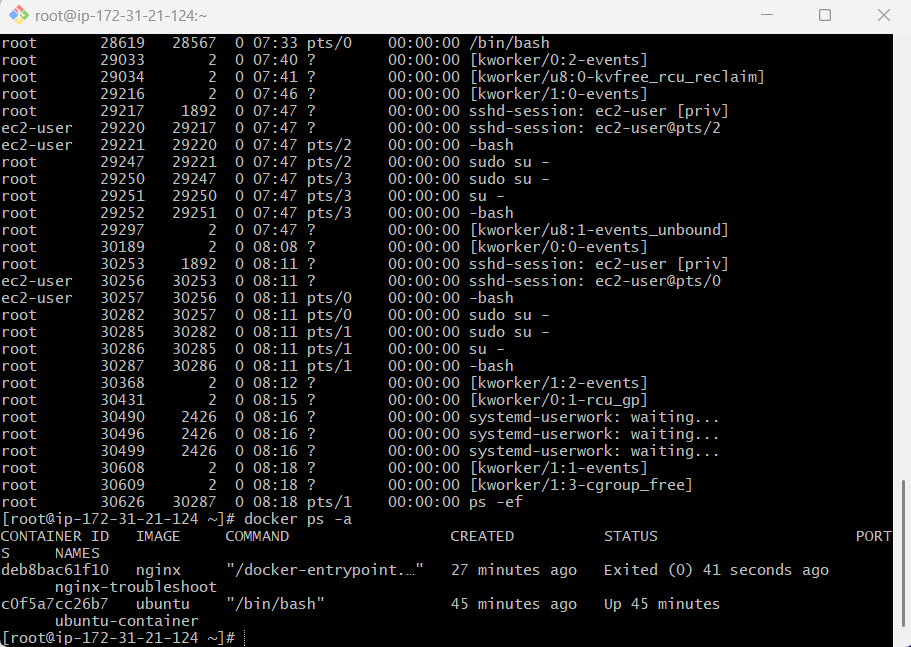 root@ip-172-31-21-124:~
root       28619   28567  0 07:33 pts/0    00:00:00 /bin/bash
root       29033       2  0 07:40 ?        00:00:00 [kworker/0:2-events]
root       29034       2  0 07:41 ?        00:00:00 [kworker/u8:0-kvfree_rcu_reclaim]
root       29216       2  0 07:46 ?        00:00:00 [kworker/1:0-events]
root       29217    1892  0 07:47 ?        00:00:00 sshd-session: ec2-user [priv]
ec2-user   29220   29217  0 07:47 ?        00:00:00 sshd-session: ec2-user@pts/2
ec2-user   29221   29220  0 07:47 pts/2    00:00:00 -bash
root       29247   29221  0 07:47 pts/2    00:00:00 sudo su -
root       29250   29247  0 07:47 pts/3    00:00:00 sudo su -
root       29251   29250  0 07:47 pts/3    00:00:00 su -
root       29252   29251  0 07:47 pts/3    00:00:00 -bash
root       29297       2  0 07:47 ?        00:00:00 [kworker/u8:1-events_unbound]
root       30189       2  0 08:08 ?        00:00:00 [kworker/0:0-events]
root       30253    1892  0 08:11 ?        00:00:00 sshd-session: ec2-user [priv]
ec2-user   30256   30253  0 08:11 ?        00:00:00 sshd-session: ec2-user@pts/0
ec2-user   30257   30256  0 08:11 pts/0    00:00:00 -bash
root       30282   30257  0 08:11 pts/0    00:00:00 sudo su -
root       30285   30282  0 08:11 pts/1    00:00:00 sudo su -
root       30286   30285  0 08:11 pts/1    00:00:00 su -
root       30287   30286  0 08:11 pts/1    00:00:00 -bash
root       30368       2  0 08:12 ?        00:00:00 [kworker/1:2-events]
root       30431       2  0 08:15 ?        00:00:00 [kworker/0:1-rcu_gp]
root       30490    2426  0 08:16 ?        00:00:00 systemd-userwork: waiting...
root       30496    2426  0 08:16 ?        00:00:00 systemd-userwork: waiting...
root       30499    2426  0 08:16 ?        00:00:00 systemd-userwork: waiting...
root       30608       2  0 08:18 ?        00:00:00 [kworker/1:1-events]
root       30609       2  0 08:18 ?        00:00:00 [kworker/1:3-cgroup_free]
root       30626   30287  0 08:18 pts/1    00:00:00 ps -ef
[root@ip-172-31-21-124 ~]# docker ps -a
CONTAINER ID   IMAGE     COMMAND                  CREATED          STATUS                      PORT
S     NAMES
deb8bac61f10   nginx     "/docker-entrypoint.…"   27 minutes ago   Exited (0) 41 seconds ago
      nginx-troubleshoot
c0f5a7cc26b7   ubuntu    "/bin/bash"              45 minutes ago   Up 45 minutes
      ubuntu-container
[root@ip-172-31-21-124 ~]#